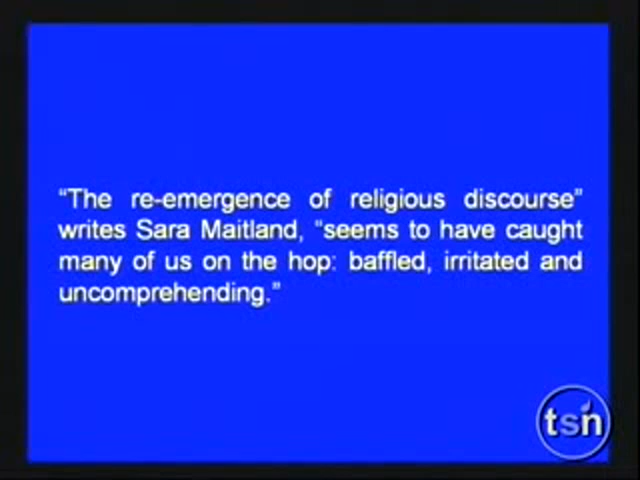 “The re-emergence of religious discourse”
writes Sara Maitland, “seems to have caught
many of us on the hop: baffled, irritated and
uncomprehending.”
tsn